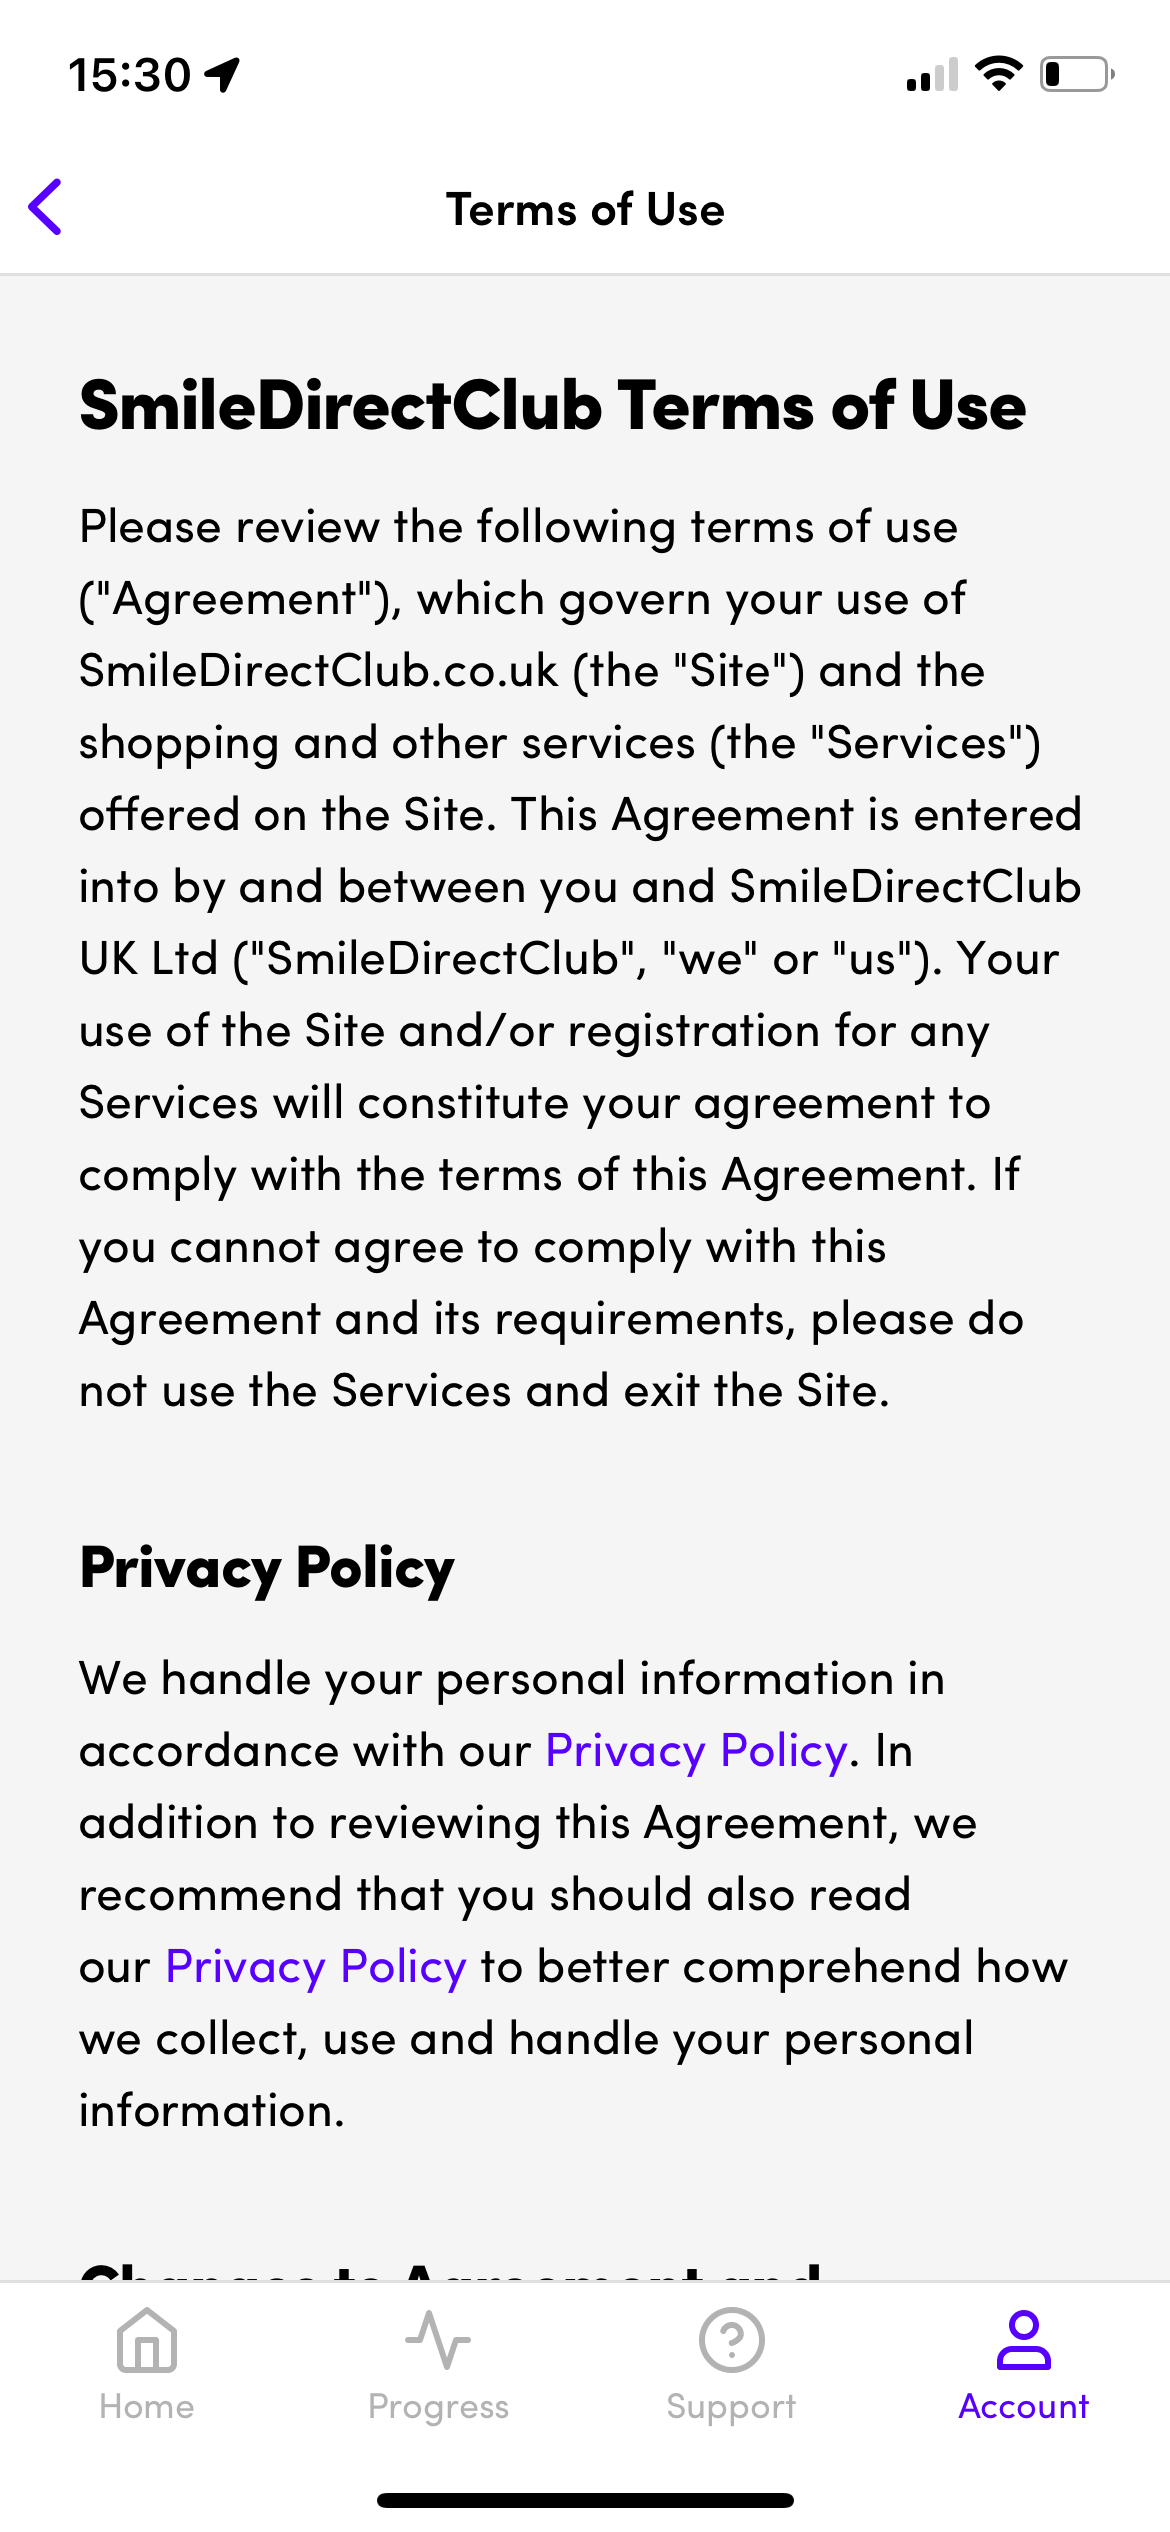 15:30
Terms of Use
SmileDirectClub Terms of Use
Please review the following terms of use
("Agreement"), which govern your use of
SmileDirectClub.co.uk (the "Site") and the
shopping and other services (the "Services")
offered on the Site. This Agreement is entered
into by and between you and SmileDirectClub
UK Ltd ("SmileDirectClub", "we" or "us"). Your
use of the Site and/or registration for any
Services will constitute your agreement to
comply with the terms of this Agreement. If
you cannot agree to comply with this
Agreement and its requirements, please do
not use the Services and exit the Site.
Privacy Policy
We handle your personal information in
accordance with our Privacy Policy. In
addition to reviewing this Agreement, we
recommend that you should also read
our Privacy Policy to better comprehend how
we collect, use and handle your personal
information.
Changes to Agreement and
Home
Progress
Support
Account